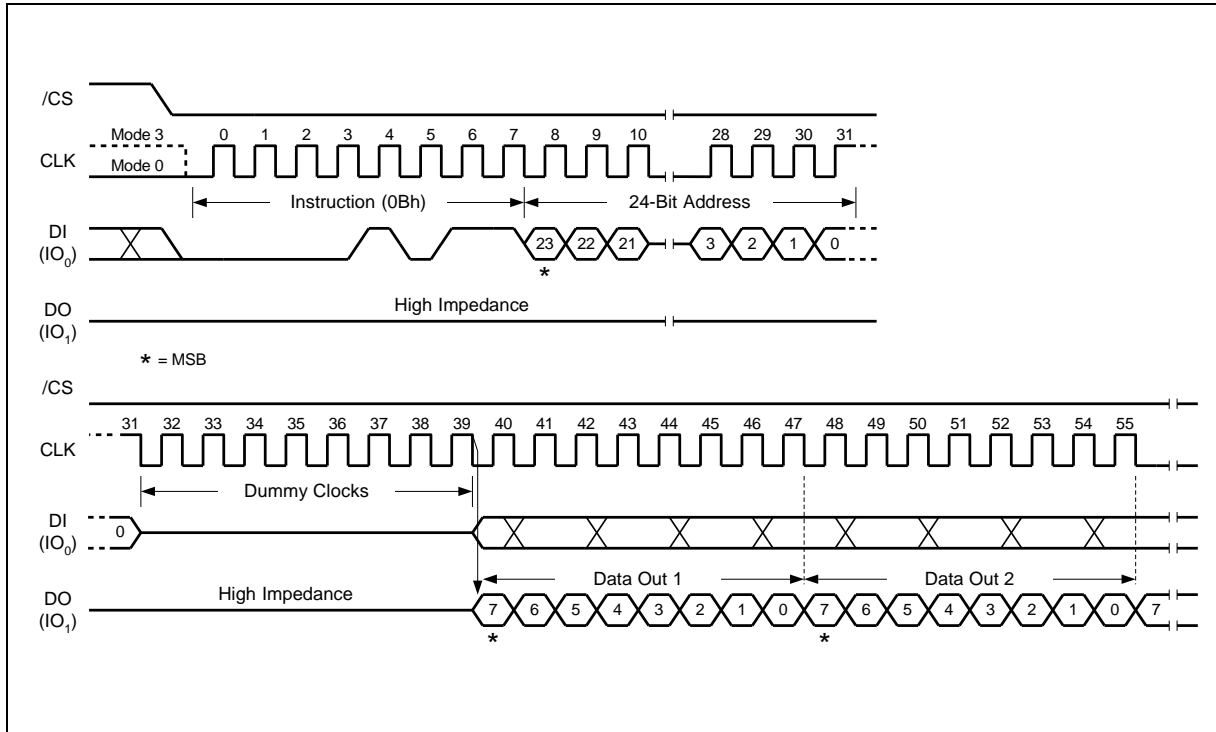 /CS
Mode 3 0 1 2 3 4 5 6 7 8 9 10 28 29 30 31
CLK Mode 0
Instruction (0Bh) 24-Bit Address
DI
(IO0) 23 22 21 3 2 1 0
*
High Impedance
DO
(IO1)
* = MSB
/CS
31 32 33 34 35 36 37 38 39 40 41 42 43 44 45 46 47 48 49 50 51 52 53 54 55
CLK
Dummy Clocks
DI
(IO0) 0
Data Out 1 Data Out 2
High Impedance
DO
(IO1) 7 6 5 4 3 2 1 0 7 6 5 4 3 2 1 0 7
* *